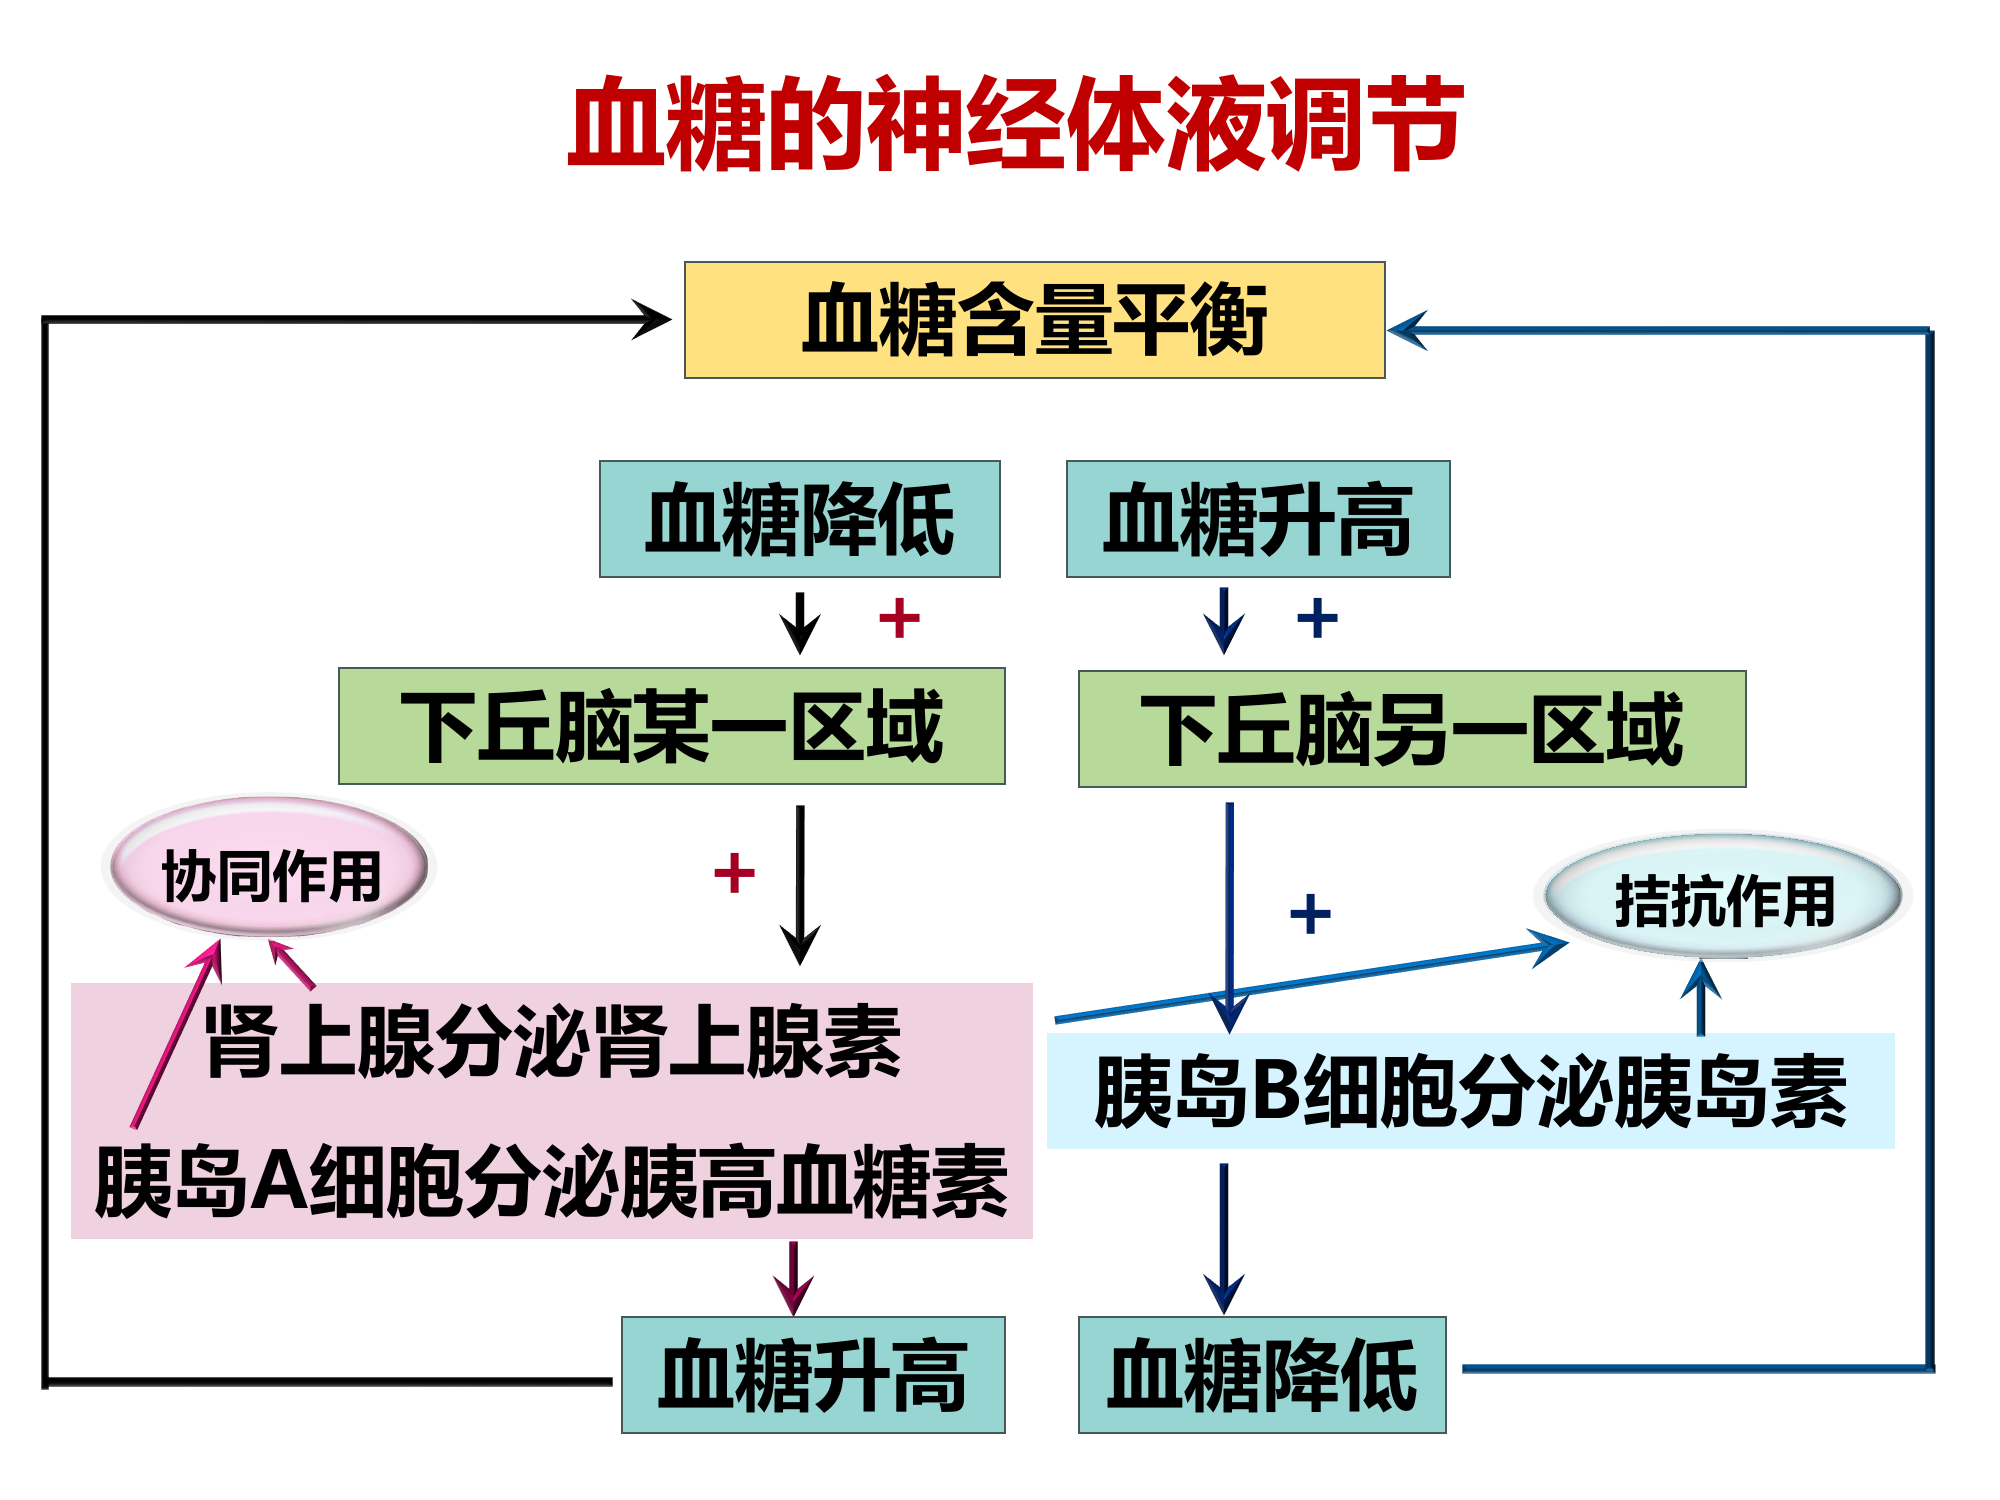 血糖的神经体液调节
血糖含量平衡
血糖降低
血糖升高
+
+
下丘脑某一区域
下丘脑另一区域
协同作用
+
拮抗作用
+
肾上腺分泌肾上腺素
胰岛A细胞分泌胰高血糖素
胰岛B细胞分泌胰岛素
血糖升高
血糖降低